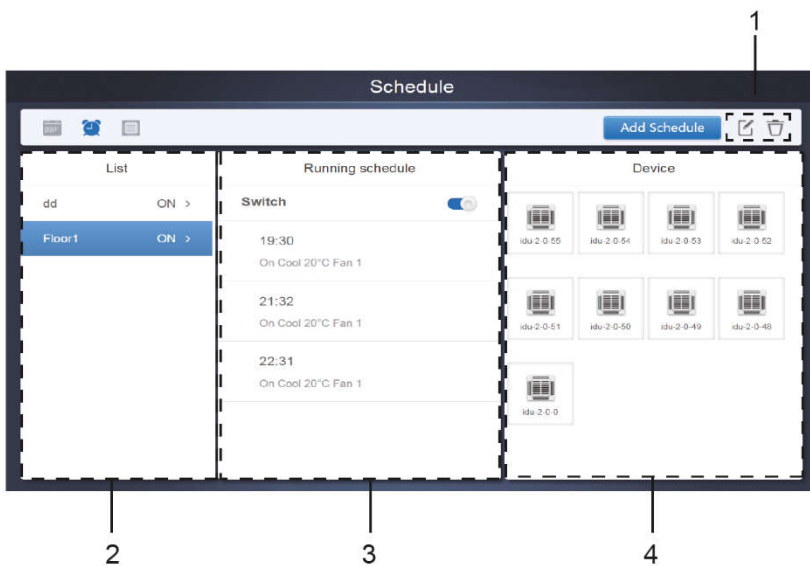 1
Schedule
Add Schedule
List
Running schedule
Device
dd ON >
Switch
Floor1 ON >
19:30
On Cool 20°C Fan 1
21:32
On Cool 20°C Fan 1
22:31
On Cool 20°C Fan 1
idu-2-0-55 idu-2-0-54 idu-2-0-53 idu-2-0-52
idu-2-0-51 idu-2-0-50 idu-2-0-49 idu-2-0-48
idu-2-0-0
2
3
4